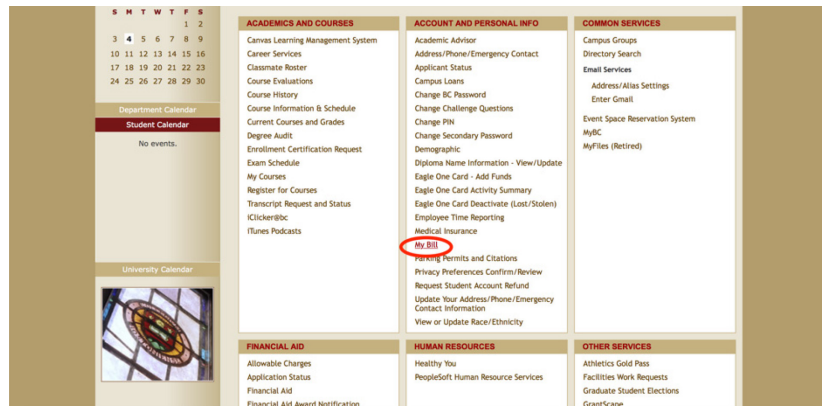 S M T W T F S
1 2
3 4 5 6 7 8 9
10 11 12 13 14 15 16
17 18 19 20 21 22 23
24 25 26 27 28 29 30
Department Calendar
Student Calendar
No events.
University Calendar
ACADEMICS AND COURSES
Canvas Learning Management System
Career Services
Classmate Roster
Course Evaluations
Course History
Course Information & Schedule
Current Courses and Grades
Degree Audit
Enrollment Certification Request
Exam Schedule
My Courses
Register for Courses
Transcript Request and Status
iClicker@bc
iTunes Podcasts
ACCOUNT AND PERSONAL INFO
Academic Advisor
Address/Phone/Emergency Contact
Applicant Status
Campus Loans
Change BC Password
Change Challenge Questions
Change PIN
Change Secondary Password
Demographic
Diploma Name Information - View/Update
Eagle One Card - Add Funds
Eagle One Card Activity Summary
Eagle One Card Deactivate (Lost/Stolen)
Employee Time Reporting
Medical Insurance
My Bill
Parking Permits and Citations
Privacy Preferences Confirm/Review
Request Student Account Refund
Update Your Address/Phone/Emergency
Contact Information
View or Update Race/Ethnicity
COMMON SERVICES
Campus Groups
Directory Search
Email Services
Address/Alias Settings
Enter Gmail
Event Space Reservation System
MyBC
MyFiles (Retired)
FINANCIAL AID
Allowable Charges
Application Status
Financial Aid
Financial Aid Award Notification
HUMAN RESOURCES
Healthy You
PeopleSoft Human Resource Services
OTHER SERVICES
Athletics Gold Pass
Facilities Work Requests
Graduate Student Elections
GrantScape